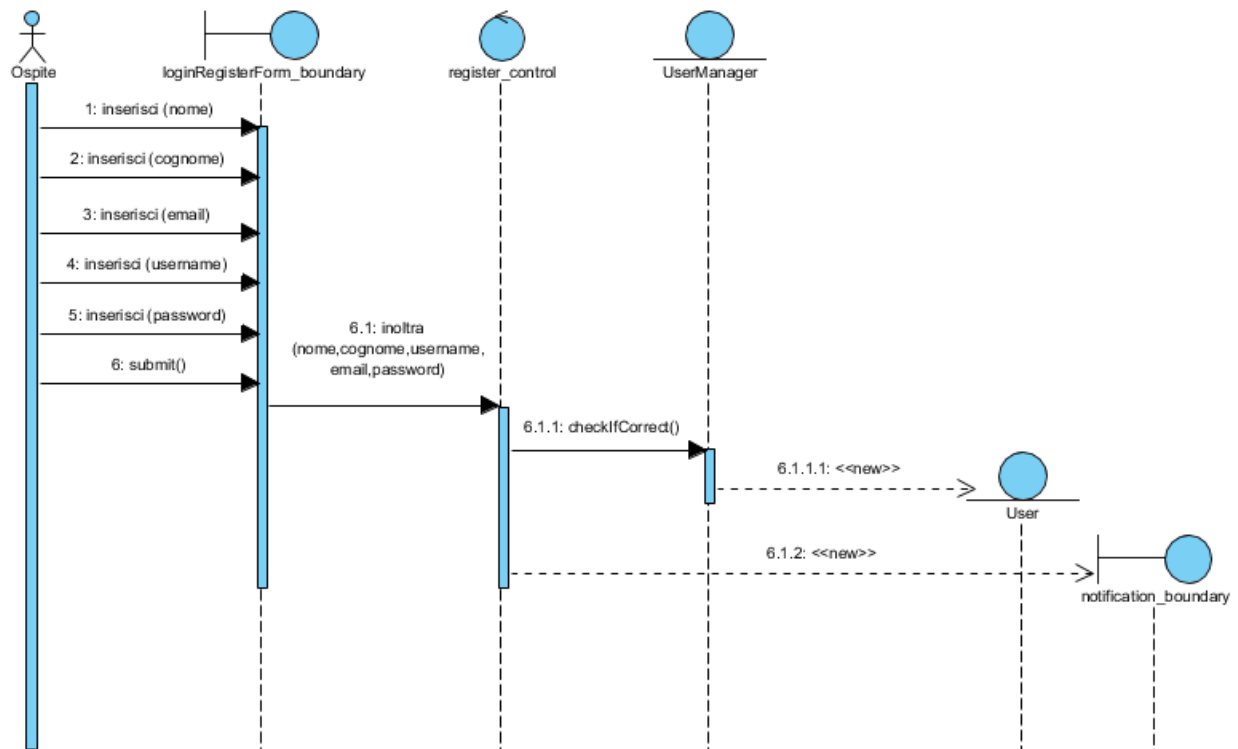 Ospite
loginRegisterForm_boundary
register_control
UserManager
1: inserisci (nome)
2: inserisci (cognome)
3: inserisci (email)
4: inserisci (username)
5: inserisci (password)
6: submit()
6.1: inoltra
(nome,cognome,username,
email,password)
6.1.1: checkIfCorrect()
6.1.1.1: <<new>>
User
6.1.2: <<new>>
notification_boundary